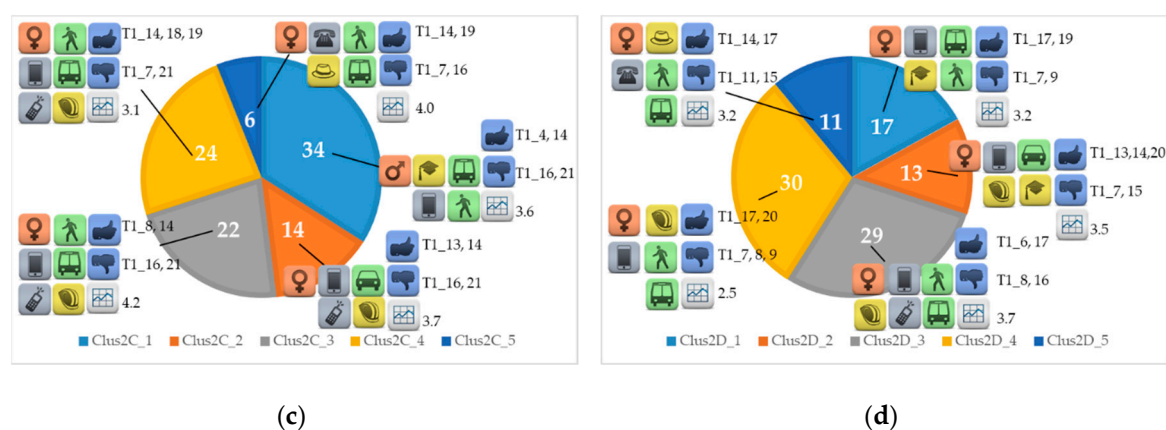 T1_14, 18, 19
T1_7, 21
3.1
T1_14, 19
T1_7, 16
4.0
6
34
24
22
14
T1_4, 14
T1_16, 21
3.6
T1_8, 14
T1_16, 21
4.2
T1_13, 14
T1_16, 21
3.7
Clus2C_1 Clus2C_2 Clus2C_3 Clus2C_4 Clus2C_5
(c)
T1_14, 17
T1_11, 15
3.2
T1_17, 19
T1_7, 9
3.2
11
17
13
30
29
T1_13,14,20
T1_7, 15
3.5
T1_17, 20
T1_7, 8, 9
2.5
T1_6, 17
T1_8, 16
3.7
Clus2D_1 Clus2D_2 Clus2D_3 Clus2D_4 Clus2D_5
(d)